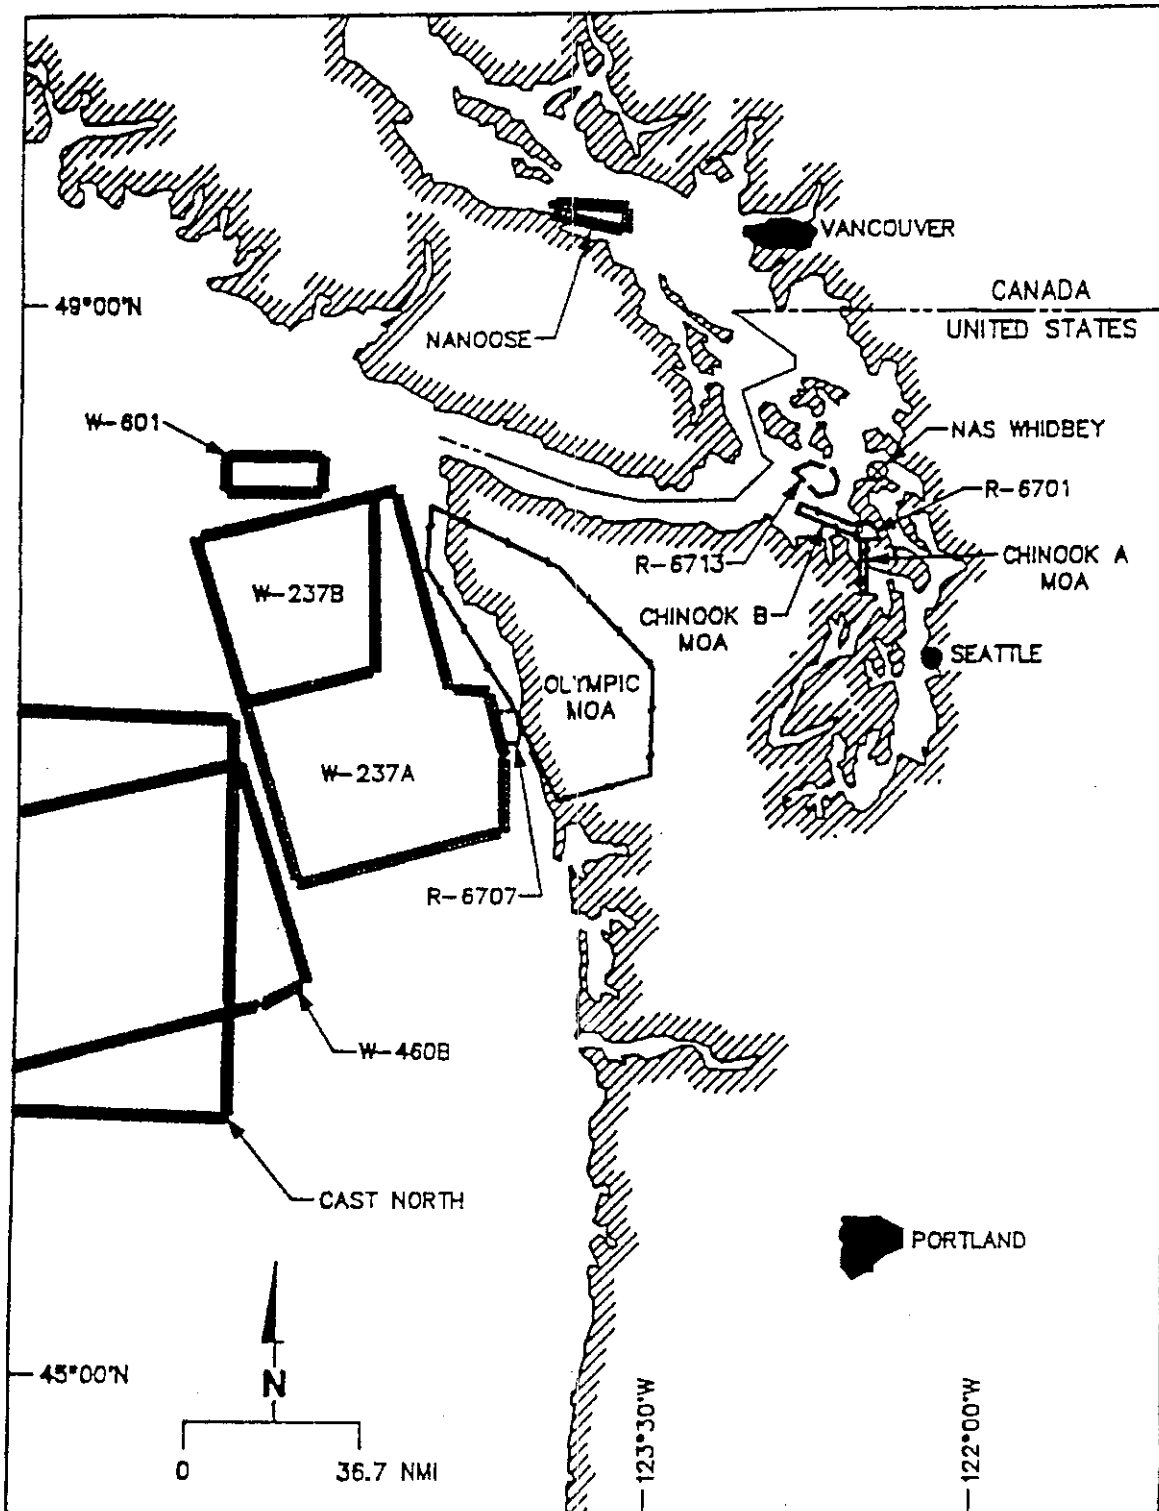 VANCOUVER
49°00'N
CANADA
UNITED STATES
NANOOSE
W-601
NAS WHIDBEY
R-6701
R-6713
CHINOOK A
MOA
W-237B
CHINOOK B
MOA
SEATTLE
OLYMPIC
MOA
W-237A
R-6707
W-460B
CAST NORTH
PORTLAND
45°00'N
N
0
36.7 NMI
123°30'W
122°00'W